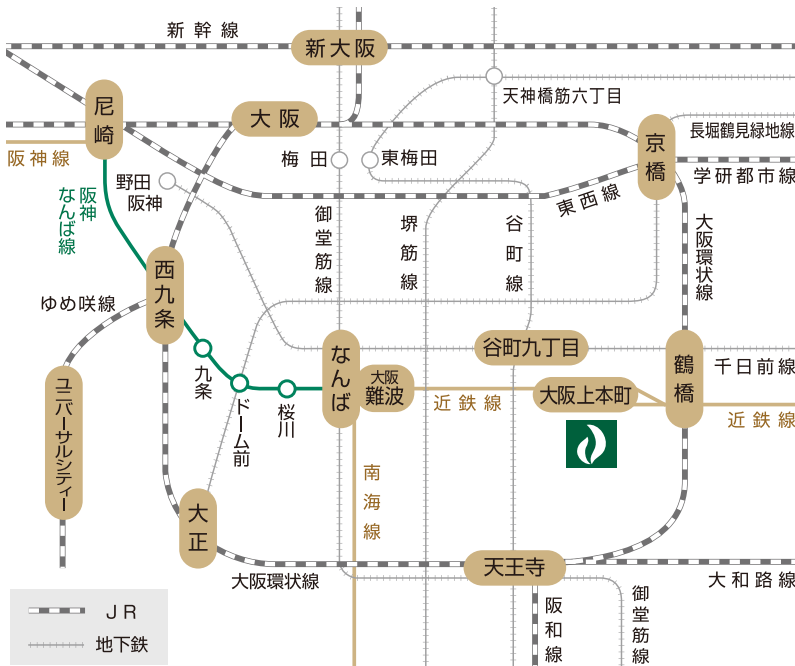 新幹線
新大阪
天神橋筋六丁目
尼崎
大阪
京橋
長堀鶴見緑地線
阪神線
梅田
東梅田
学研都市線
野田
阪神
阪神
なんば線
東西線
御堂筋線
堺筋線
谷町線
大阪環状線
西九条
ゆめ咲線
なんば
谷町九丁目
鶴橋
千日前線
九条
大阪
難波
ユニバーサルシティー
ドーム前
桜川
近鉄線
大阪上本町
近鉄線
南海線
大正
天王寺
大阪環状線
大和路線
阪和線
御堂筋線
JR
地下鉄